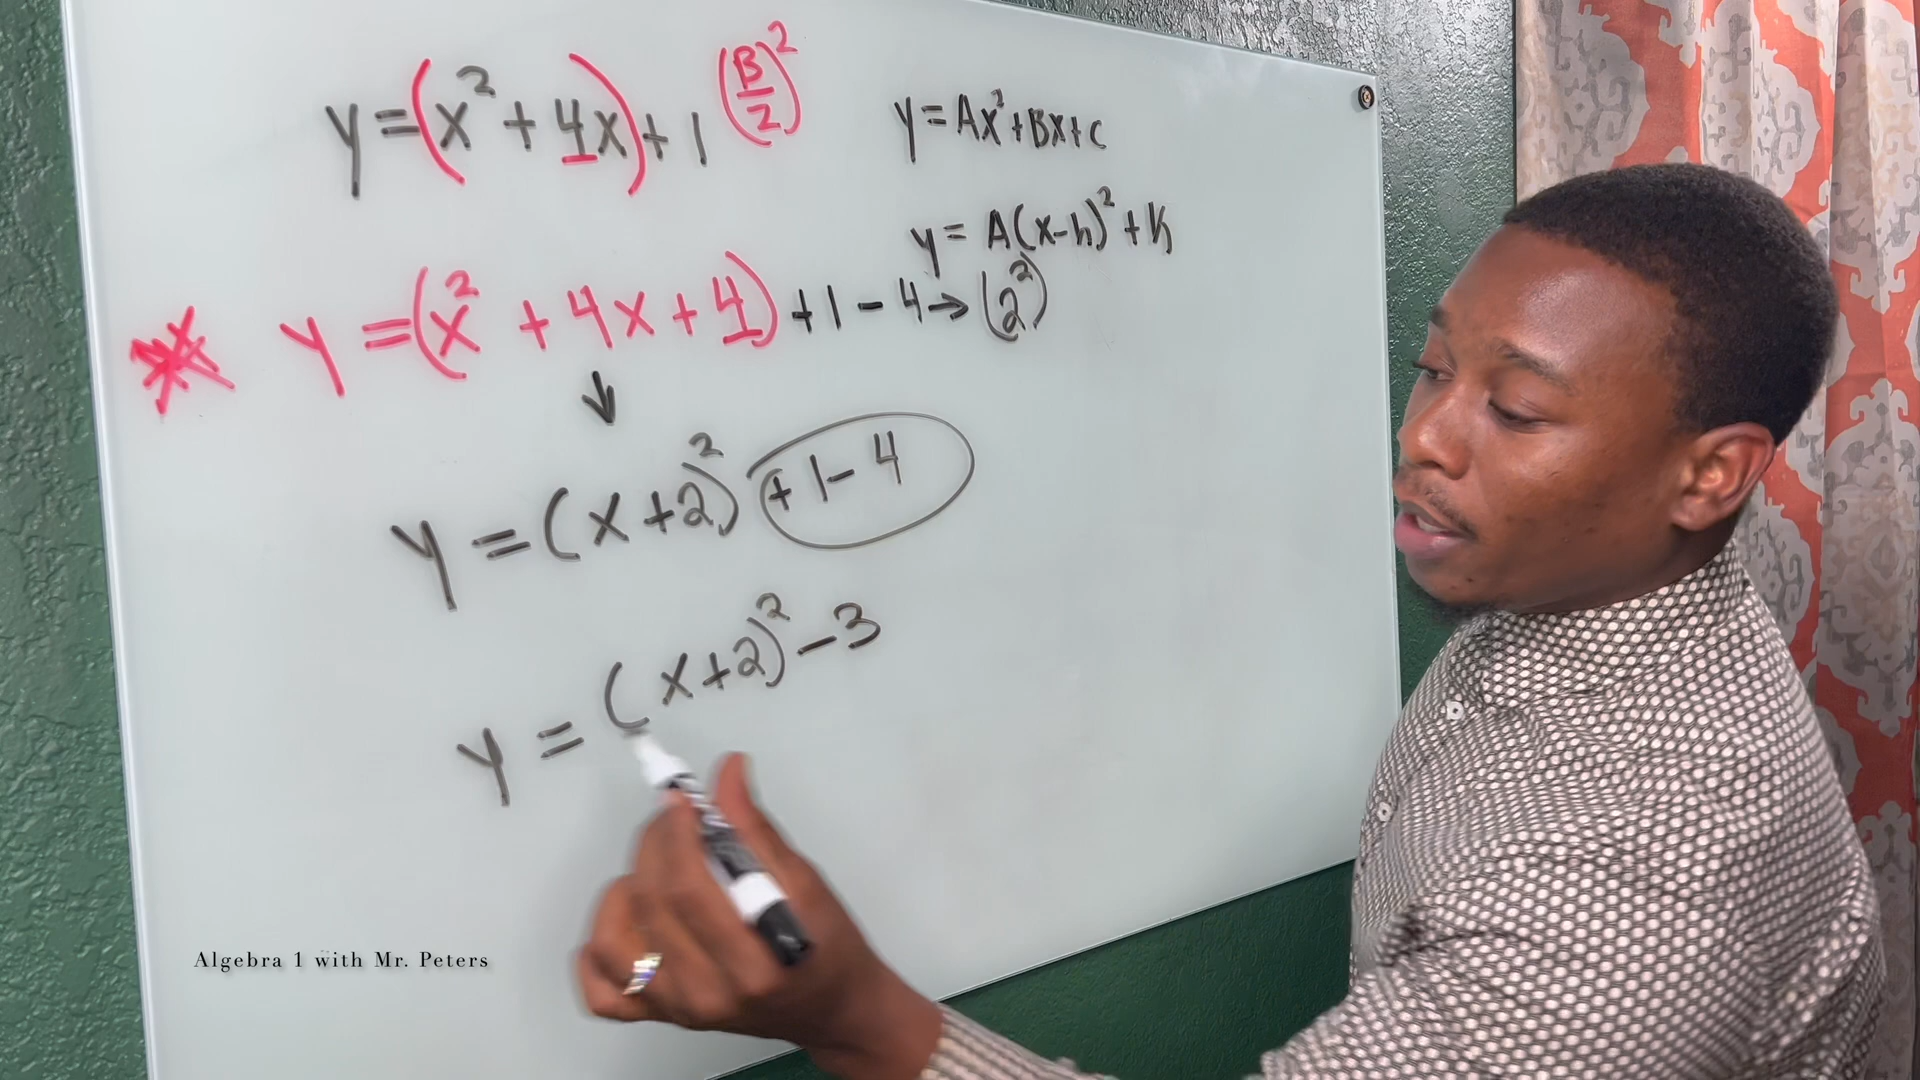 y=(x²+4x)+1 (B/2)²
y=Ax²+Bx+c
y=A(x-h)²+k
** y=(x²+4x+4)+1-4→(2²)
↓
y=(x+2)²+1-4
y=(x+2)²-3
Algebra 1 with Mr. Peters